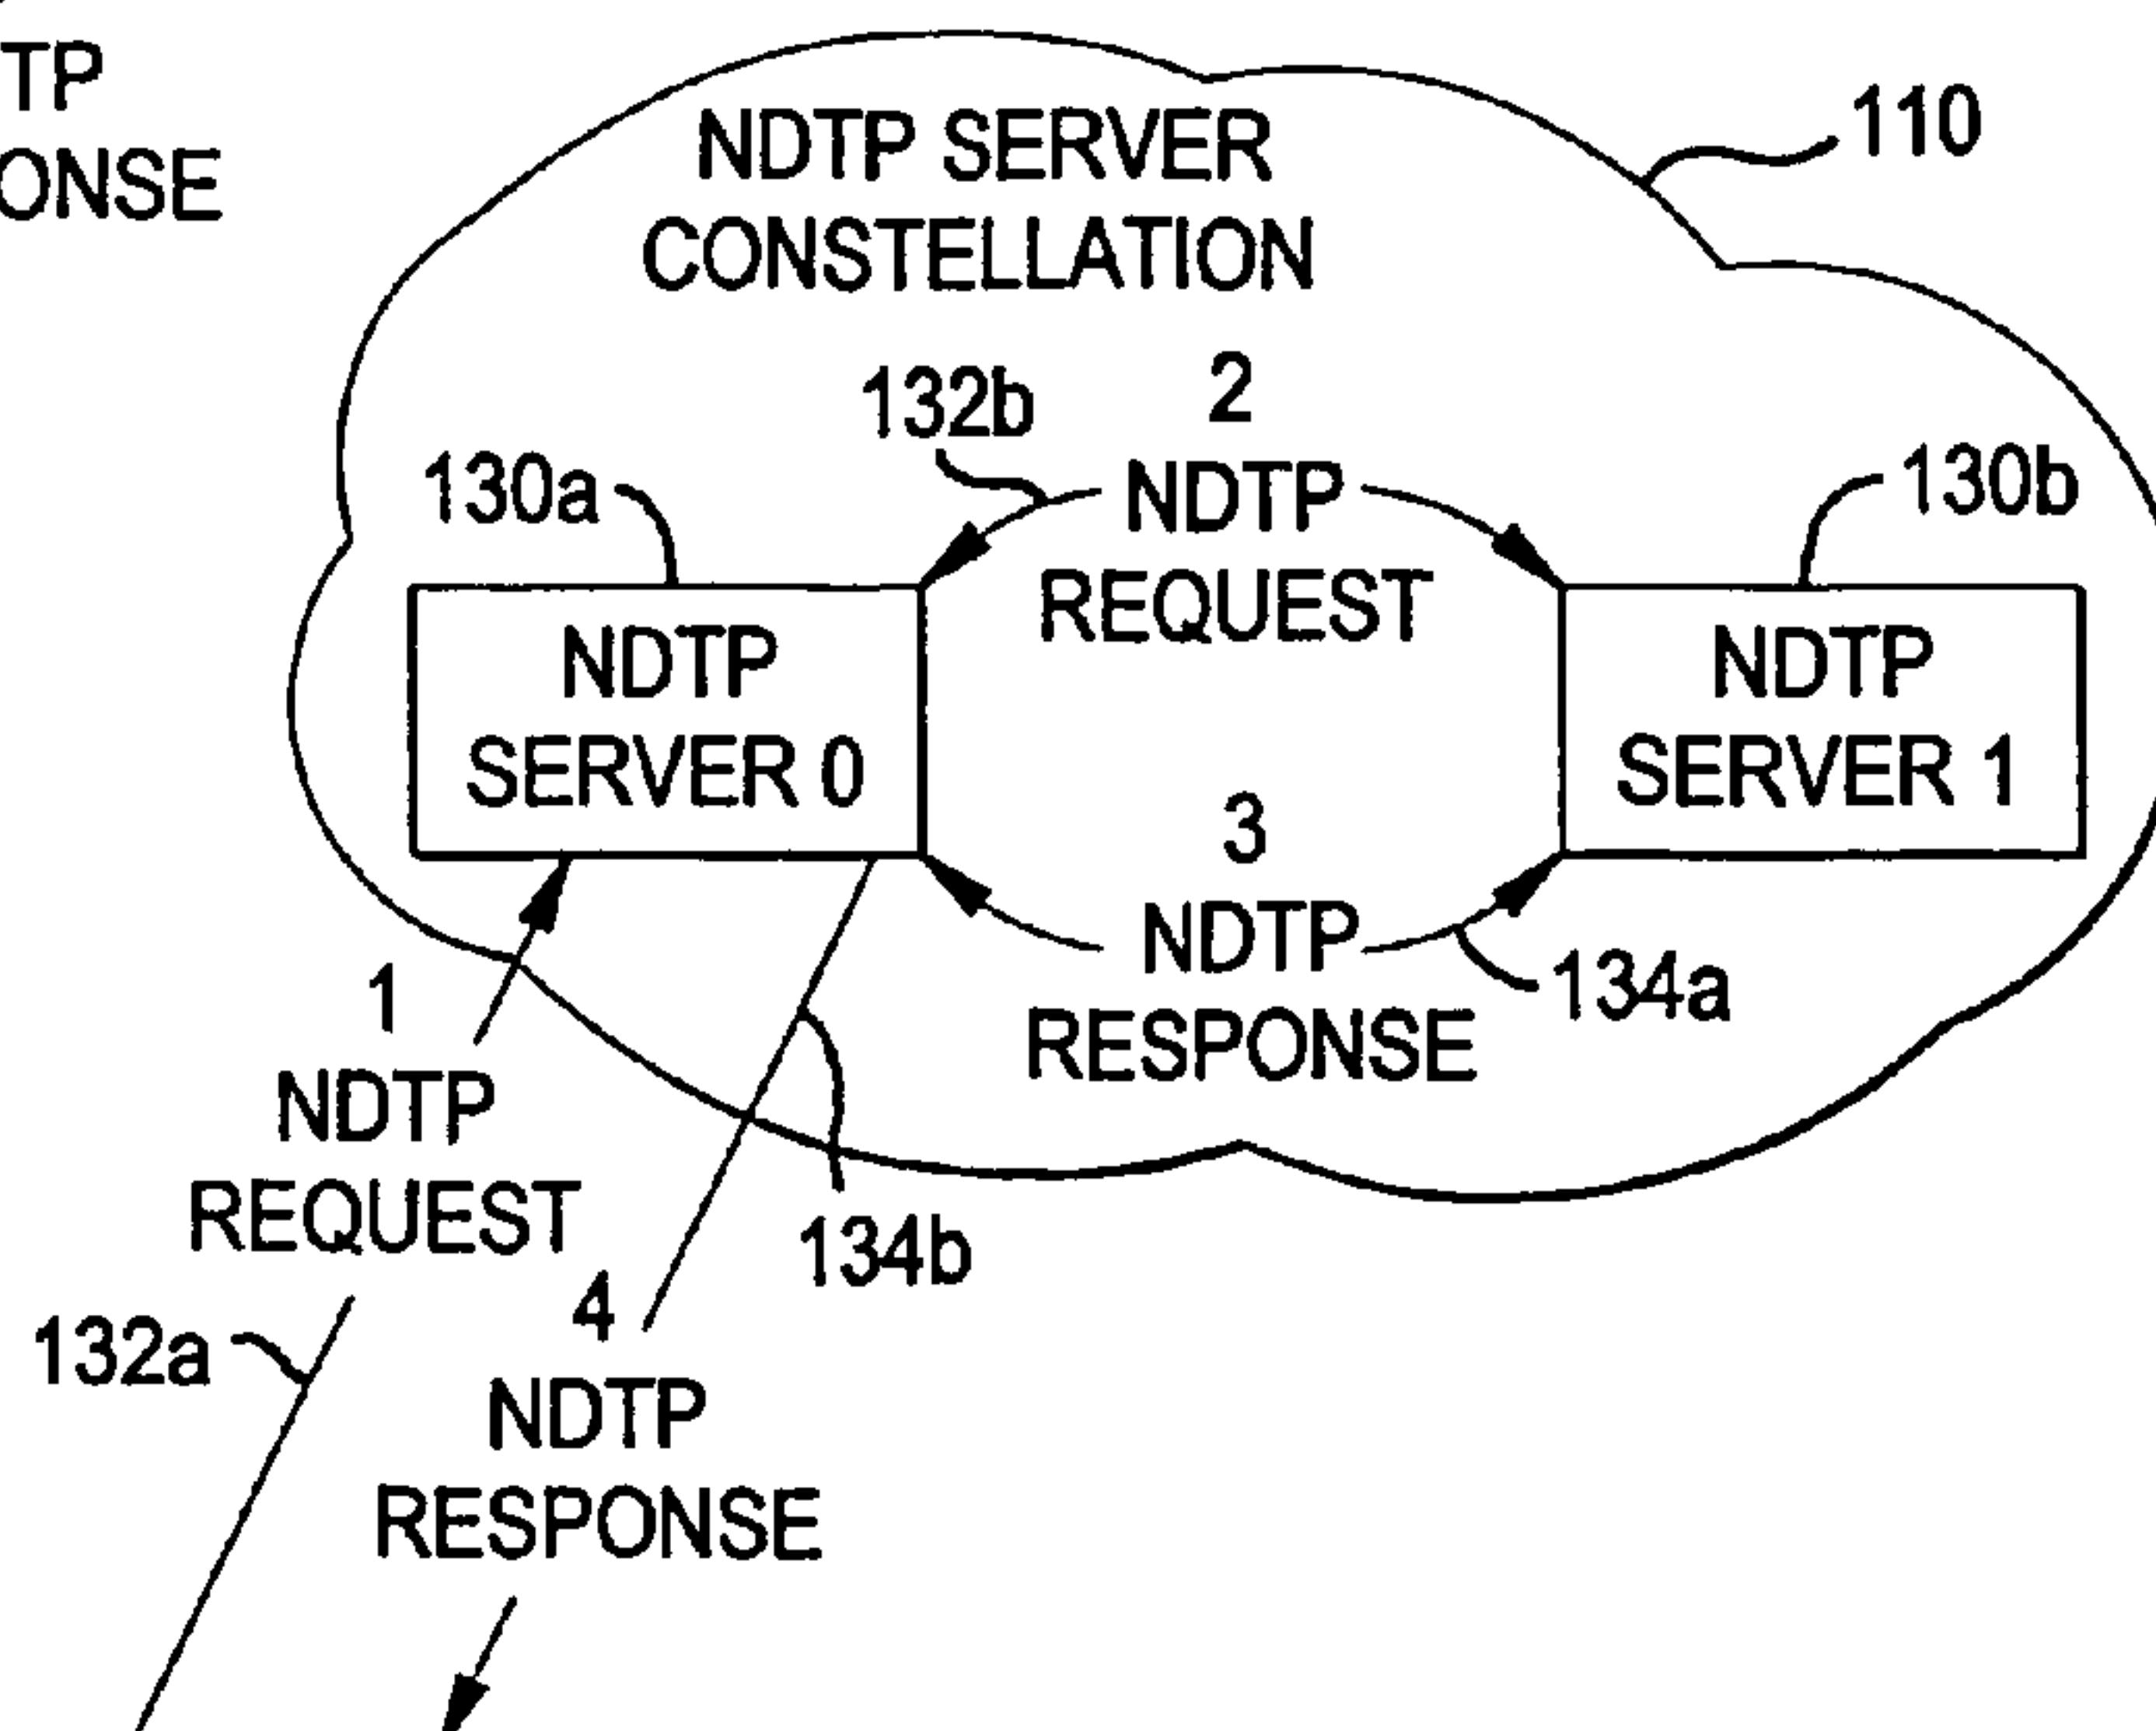 TP
ONSE
NDTP SERVER
CONSTELLATION
110
132b
2
130a
NDTP
REQUEST
130b
NDTP
SERVER 0
NDTP
SERVER 1
3
NDTP
RESPONSE
134a
1
NDTP
REQUEST
134b
132a
4
NDTP
RESPONSE